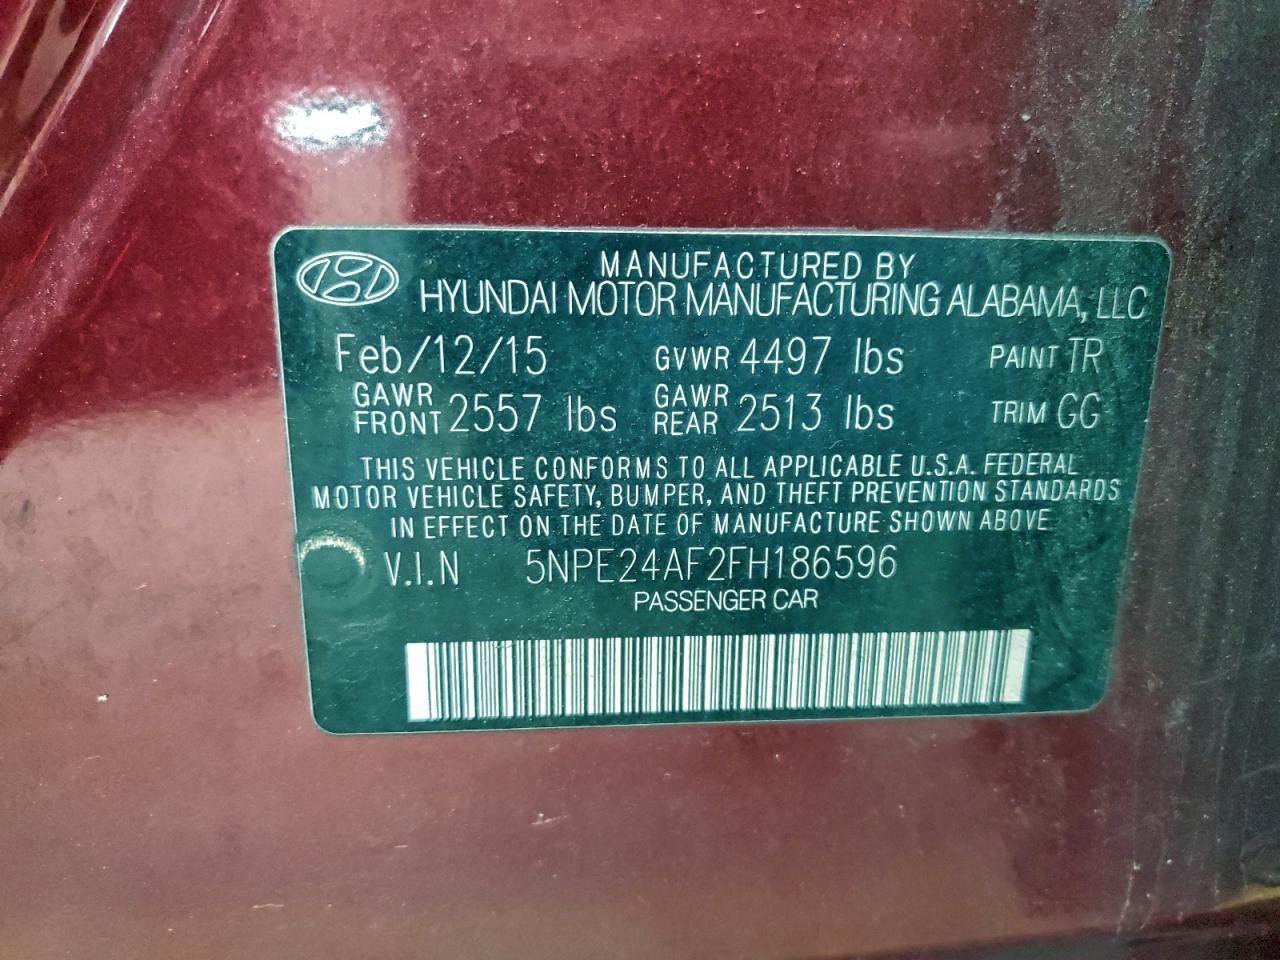 MANUFACTURED BY
HYUNDAI MOTOR MANUFACTURING ALABAMA, LLC
Feb/12/15 GVWR 4497 lbs PAINT TR
GAWR FRONT 2557 lbs GAWR REAR 2513 lbs TRIM GG
THIS VEHICLE CONFORMS TO ALL APPLICABLE U.S.A. FEDERAL
MOTOR VEHICLE SAFETY, BUMPER, AND THEFT PREVENTION STANDARDS
IN EFFECT ON THE DATE OF MANUFACTURE SHOWN ABOVE
V.I.N 5NPE24AF2FH186596
PASSENGER CAR